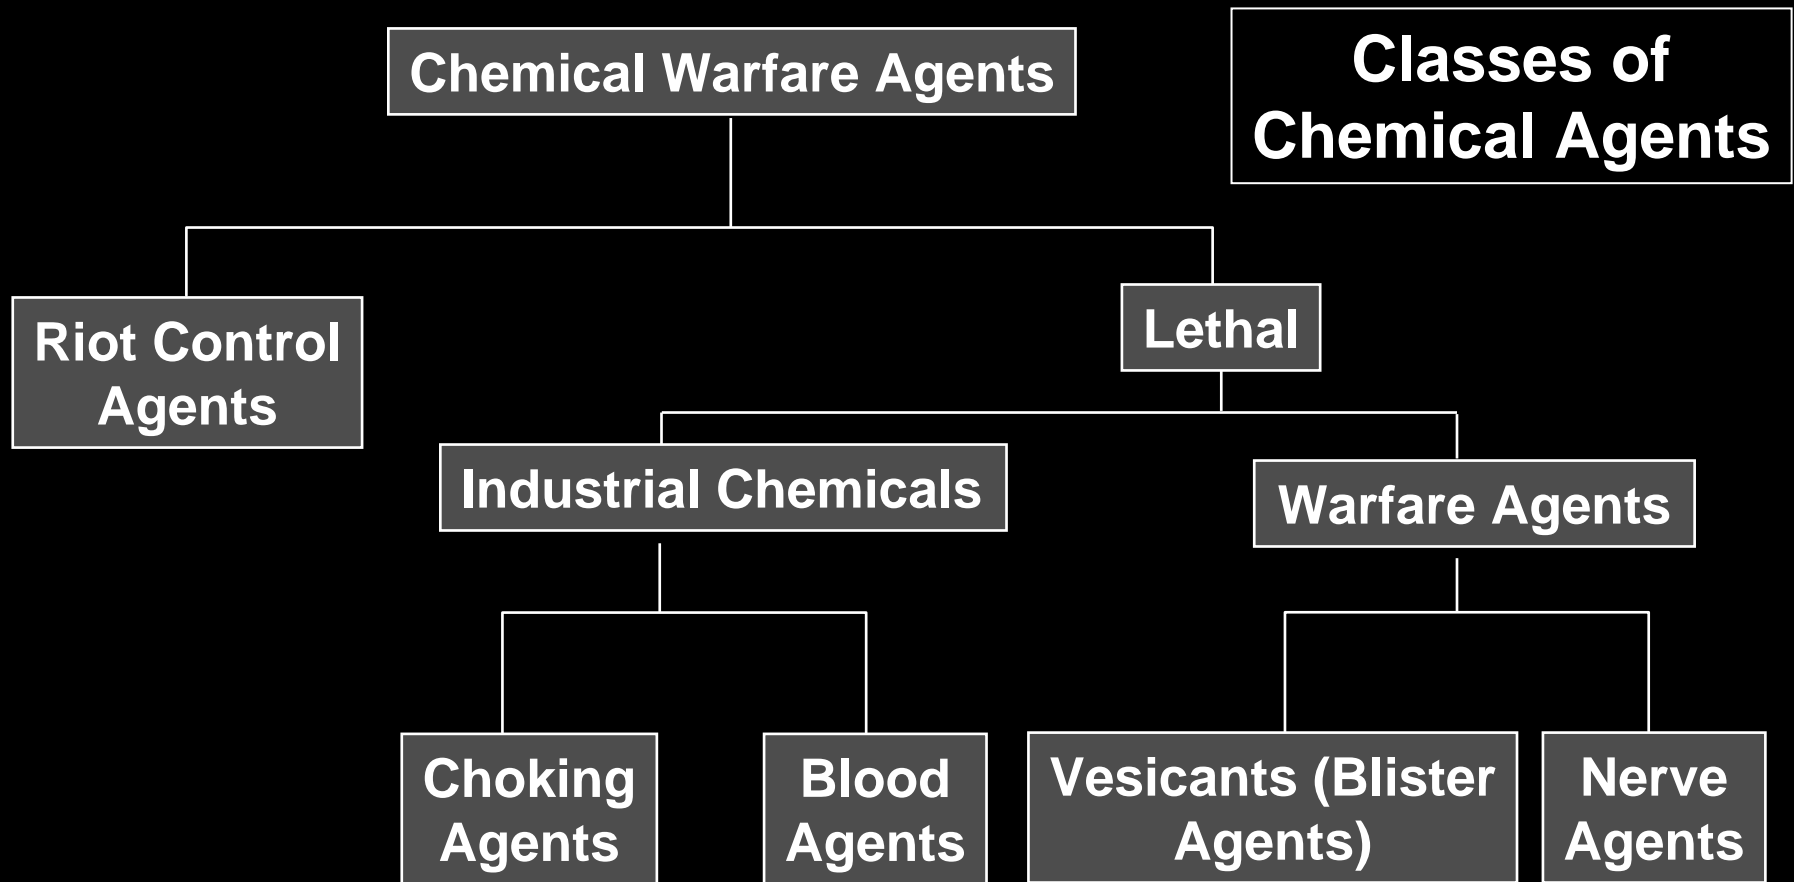 Chemical Warfare Agents
Classes of
Chemical Agents
Riot Control
Agents
Lethal
Industrial Chemicals
Warfare Agents
Choking
Agents
Blood
Agents
Vesicants (Blister
Agents)
Nerve
Agents